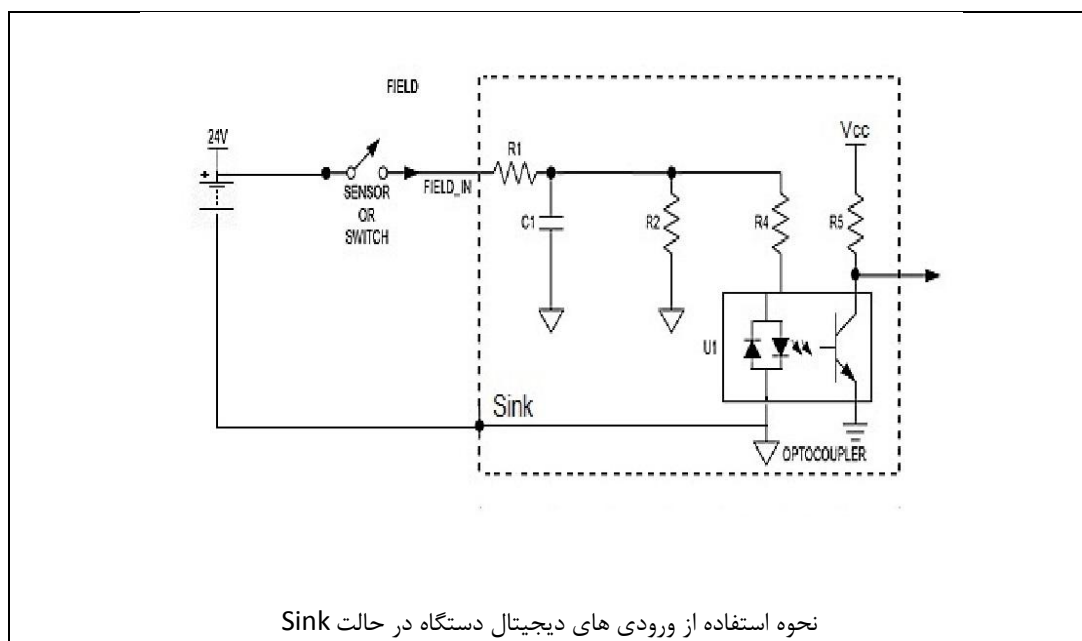 FIELD
24V
+
SENSOR
OR
SWITCH
FIELD_IN
R1
C1
R2
R4
Vcc
R5
U1
Sink
OPTOCOUPLER
نحوه استفاده از ورودی های دیجیتال دستگاه در حالت Sink